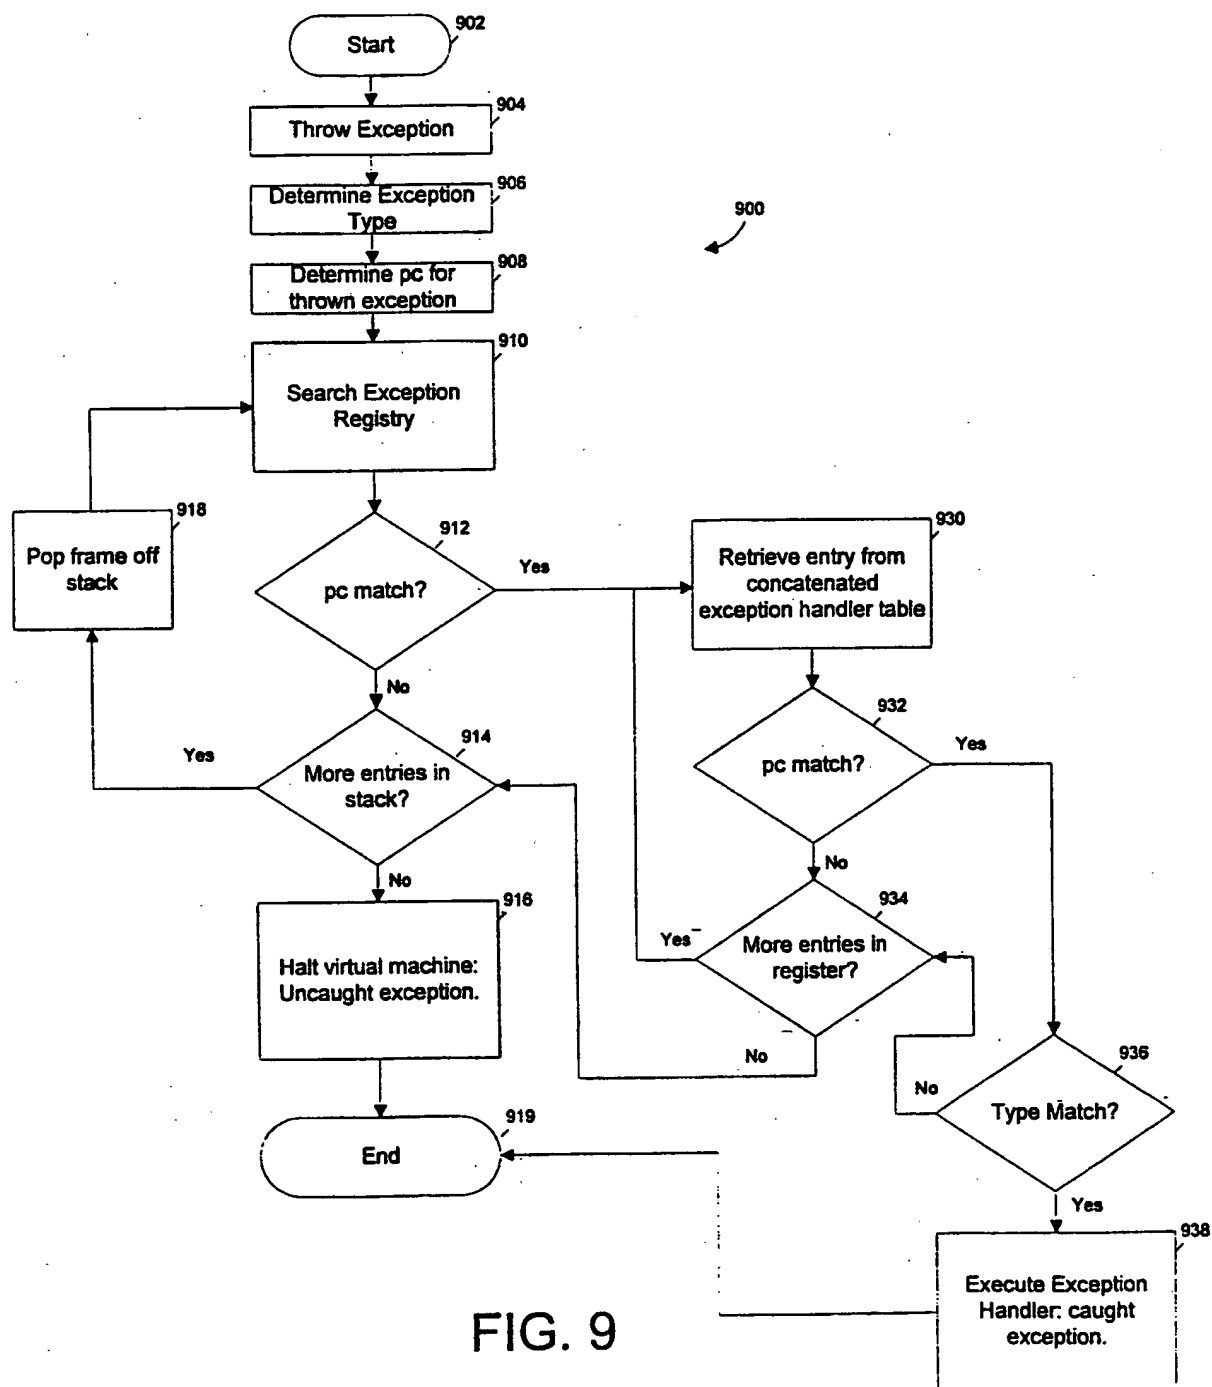 902
Start
904
Throw Exception
906
Determine Exception
Type
900
908
Determine pc for
thrown exception
910
Search Exception
Registry
918
Pop frame off
stack
912
pc match?
Yes
930
Retrieve entry from
concatenated
exception handler table
No
932
pc match?
Yes
914
More entries in
stack?
Yes
No
No
934
More entries in
register?
Yes
No
916
Halt virtual machine:
Uncaught exception.
936
Type Match?
No
Yes
919
End
938
Execute Exception
Handler: caught
exception.
FIG. 9